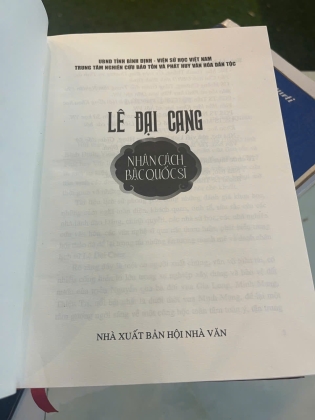 UBND TỈNH BÌNH ĐỊNH - VIỆN SỬ HỌC VIỆT NAM
TRUNG TÂM NGHIÊN CỨU BẢO TỒN VÀ PHÁT HUY VĂN HÓA DÂN TỘC
LÊ ĐẠI CANG
NHÂN CÁCH
BẬC QUỐC SĨ
NHÀ XUẤT BẢN HỘI NHÀ VĂN